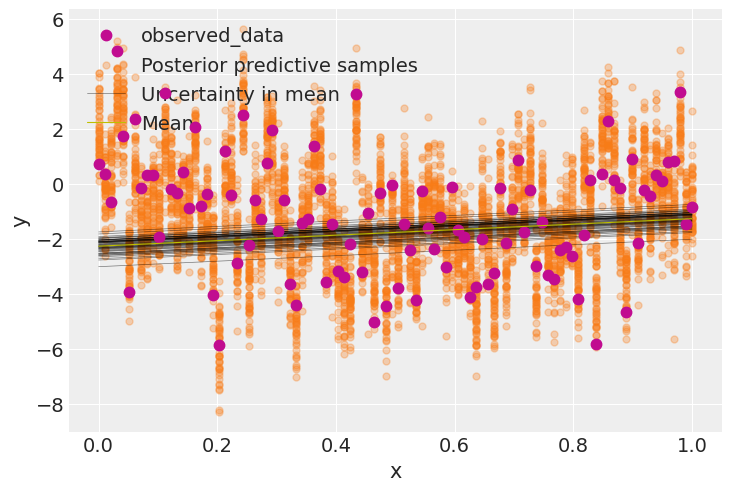 observed_data
Posterior predictive samples
Uncertainty in mean
Mean
6
4
2
0
−2
−4
−6
−8
y
0.0 0.2 0.4 0.6 0.8 1.0
x